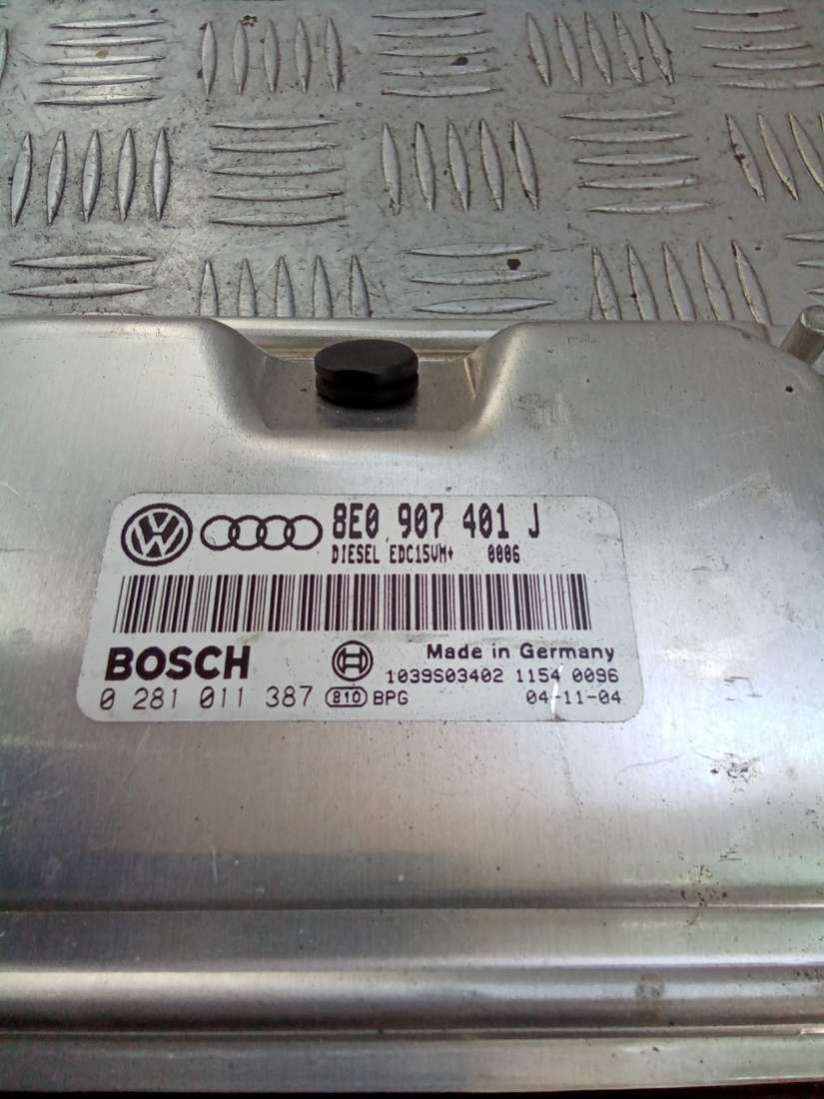 8E0 907 401 J
DIESEL EDC15VM+ 0006
BOSCH
Made in Germany
1039S03402 1154 0096
0 281 011 387 810 BPG 04-11-04